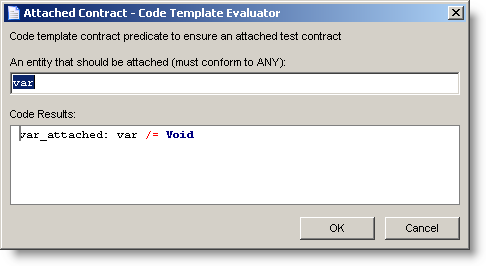 Attached Contract - Code Template Evaluator
Code template contract predicate to ensure an attached test contract
An entity that should be attached (must conform to ANY):
var
Code Results:
var_attached: var /= Void
OK
Cancel